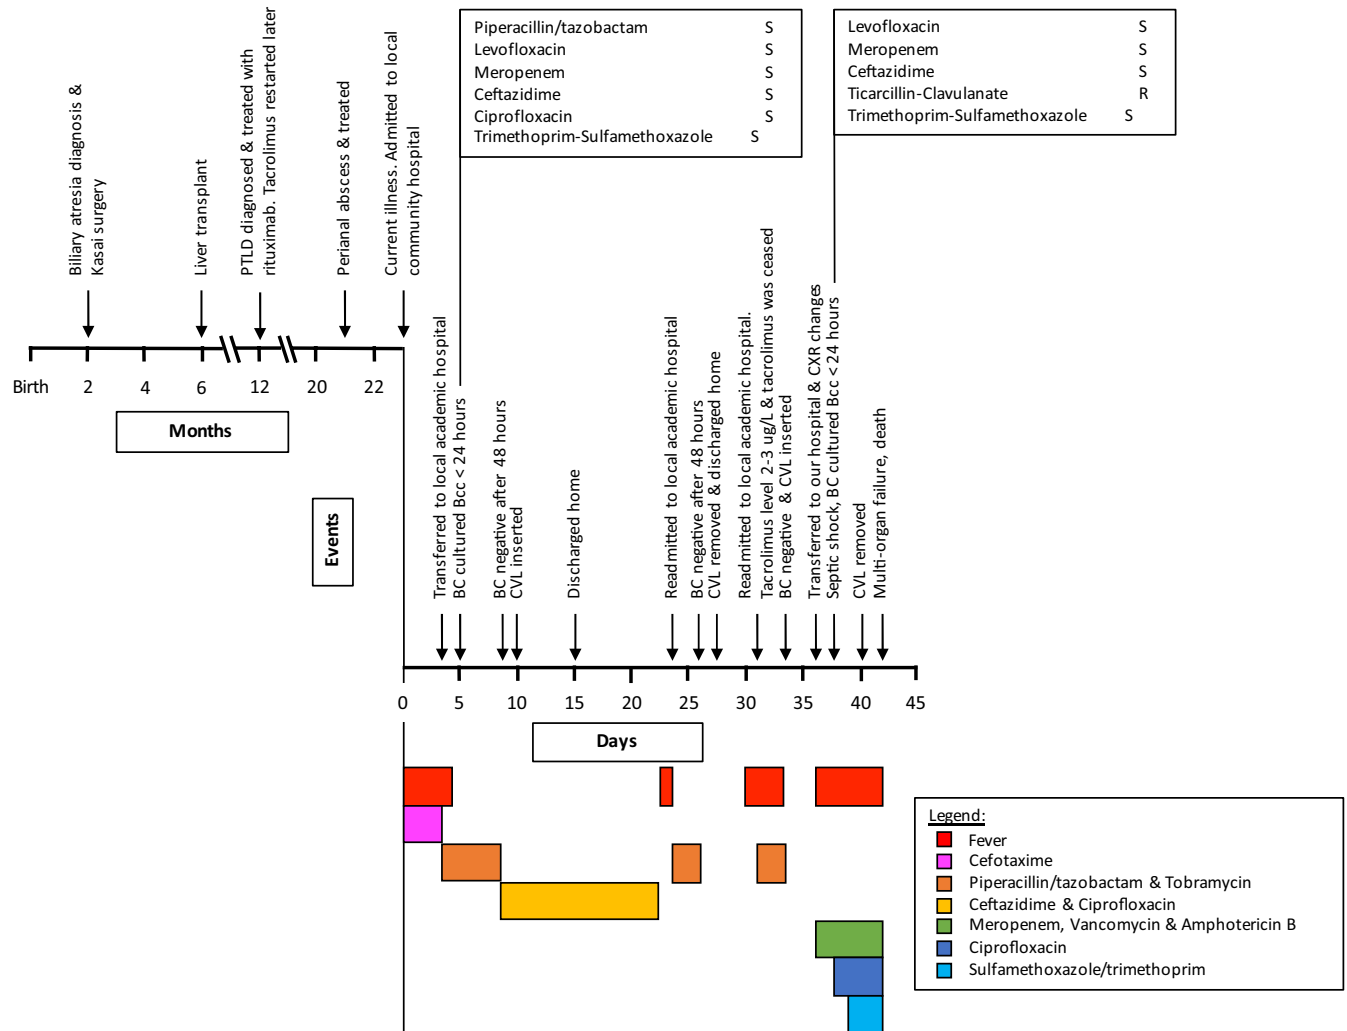 Piperacillin/tazobactam S
Levofloxacin S
Meropenem S
Ceftazidime S
Ciprofloxacin S
Trimethoprim-Sulfamethoxazole S
Levofloxacin S
Meropenem S
Ceftazidime S
Ticarcillin-Clavulanate R
Trimethoprim-Sulfamethoxazole S
Biliary atresia diagnosis &
Kasai surgery
Liver transplant
PTLD diagnosed & treated with
rituximab. Tacrolimus restarted later
Perianal abscess & treated
Current illness. Admitted to local
community hospital
Birth 2 4 6 12 20 22
Months
Events
Transferred to local academic hospital
BC cultured Bcc < 24 hours
BC negative after 48 hours
CVL inserted
Discharged home
Readmitted to local academic hospital
BC negative after 48 hours
CVL removed & discharged home
Readmitted to local academic hospital.
Tacrolimus level 2-3 ug/L & tacrolimus was ceased
BC negative & CVL inserted
Transferred to our hospital & CXR changes
Septic shock, BC cultured Bcc < 24 hours
CVL removed
Multi-organ failure, death
0 5 10 15 20 25 30 35 40 45
Days
Legend:
Fever
Cefotaxime
Piperacillin/tazobactam & Tobramycin
Ceftazidime & Ciprofloxacin
Meropenem, Vancomycin & Amphotericin B
Ciprofloxacin
Sulfamethoxazole/trimethoprim